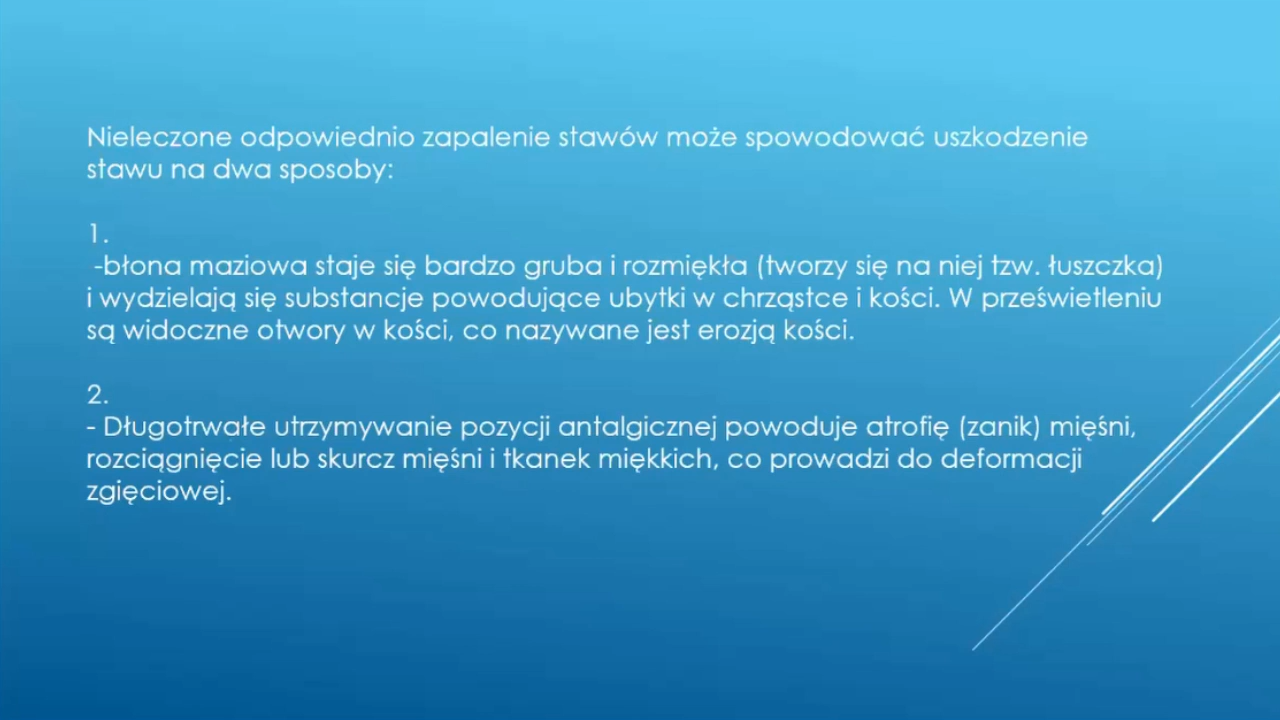 Nieleczone odpowiednio zapalenie stawów może spowodować uszkodzenie
stawu na dwa sposoby:
1.
-błona maziowa staje się bardzo gruba i rozmiękła (tworzy się na niej tzw. łuszczka)
i wydzielają się substancje powodujące ubytki w chrząstce i kości. W prześwietleniu
są widoczne otwory w kości, co nazywane jest erozją kości.
2.
- Długotrwałe utrzymywanie pozycji antalgicznej powoduje atrofię (zanik) mięśni,
rozciągnięcie lub skurcz mięśni i tkanek miękkich, co prowadzi do deformacji
zgięciowej.